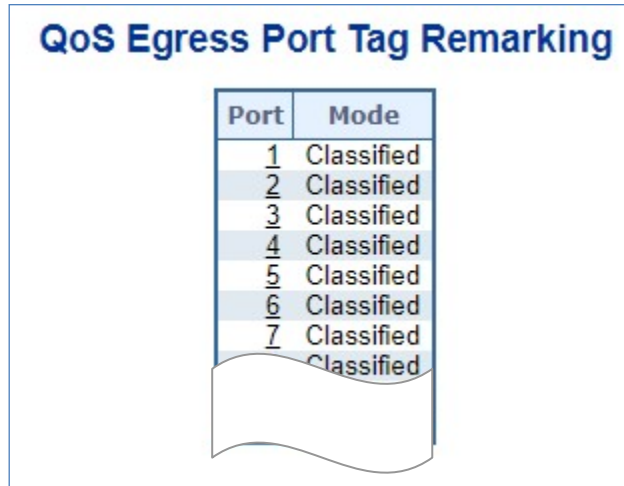 QoS Egress Port Tag Remarking
Port Mode
1 Classified
2 Classified
3 Classified
4 Classified
5 Classified
6 Classified
7 Classified
Classified